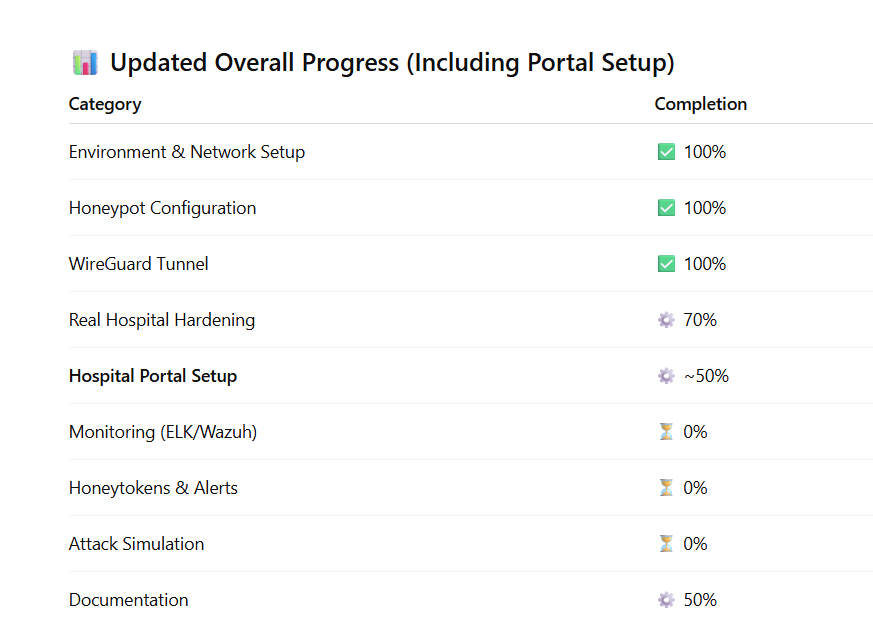 📊 Updated Overall Progress (Including Portal Setup)
Category Completion
Environment & Network Setup ✅ 100%
Honeypot Configuration ✅ 100%
WireGuard Tunnel ✅ 100%
Real Hospital Hardening ⚙️ 70%
Hospital Portal Setup ⚙️ ~50%
Monitoring (ELK/Wazuh) ⏳ 0%
Honeytokens & Alerts ⏳ 0%
Attack Simulation ⏳ 0%
Documentation ⚙️ 50%